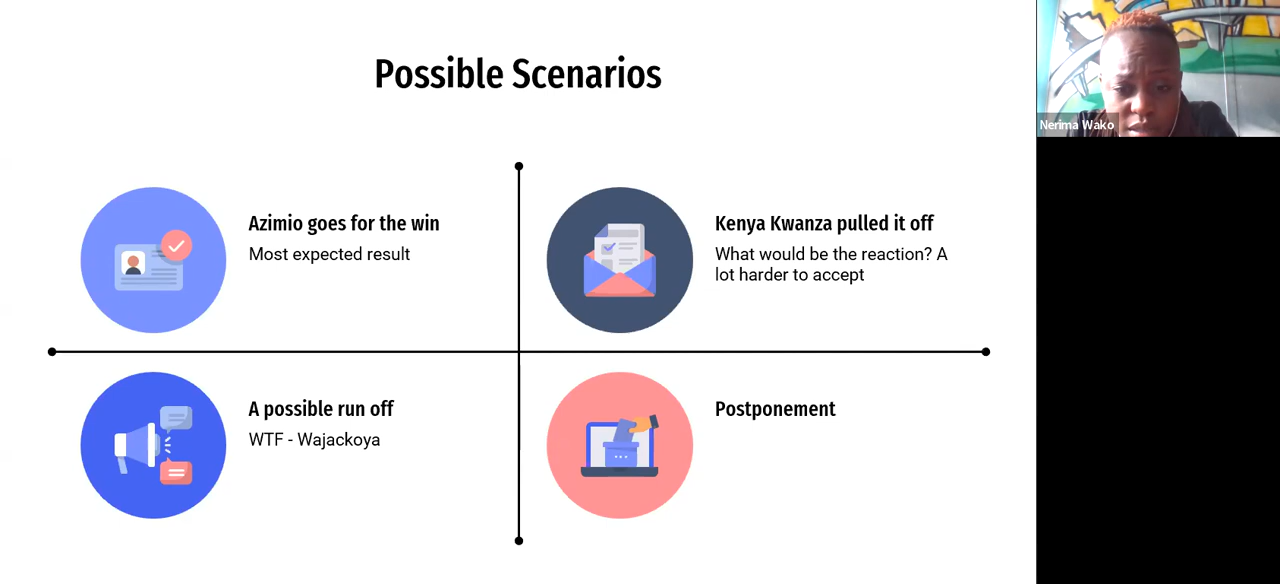 Possible Scenarios
Nerima Wako
Azimio goes for the win
Most expected result
Kenya Kwanza pulled it off
What would be the reaction? A
lot harder to accept
A possible run off
WTF - Wajackoya
Postponement